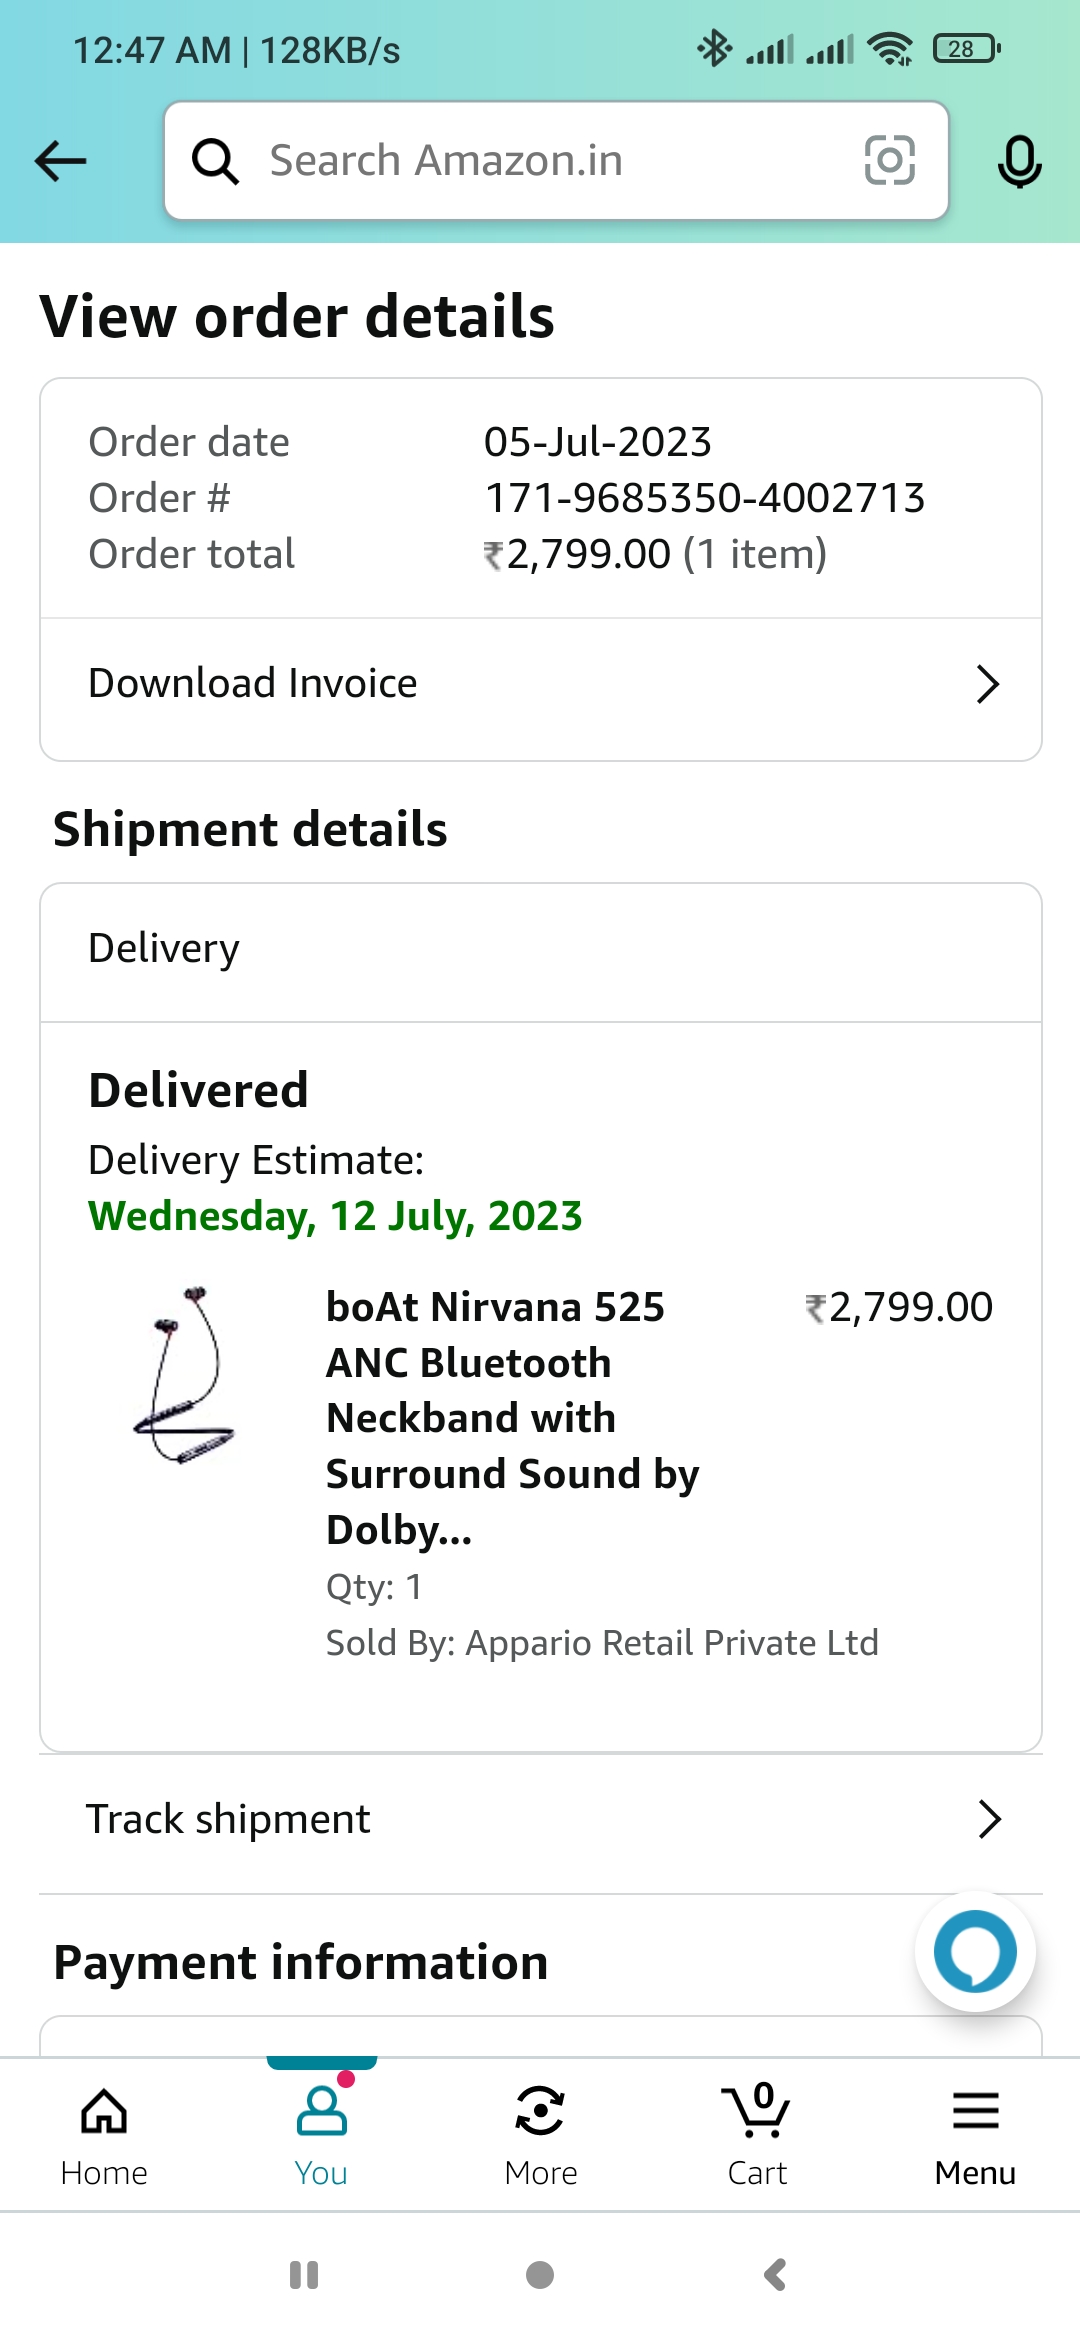 12:47 AM | 128KB/s
28
Search Amazon.in
View order details
Order date 05-Jul-2023
Order # 171-9685350-4002713
Order total ₹2,799.00 (1 item)
Download Invoice
Shipment details
Delivery
Delivered
Delivery Estimate:
Wednesday, 12 July, 2023
boAt Nirvana 525 ₹2,799.00
ANC Bluetooth
Neckband with
Surround Sound by
Dolby...
Qty: 1
Sold By: Appario Retail Private Ltd
Track shipment
Payment information
0
Home You More Cart Menu